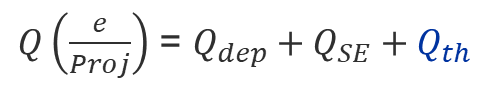 Q(e/Proj.) = Q_dep + Q_SE + Q_th